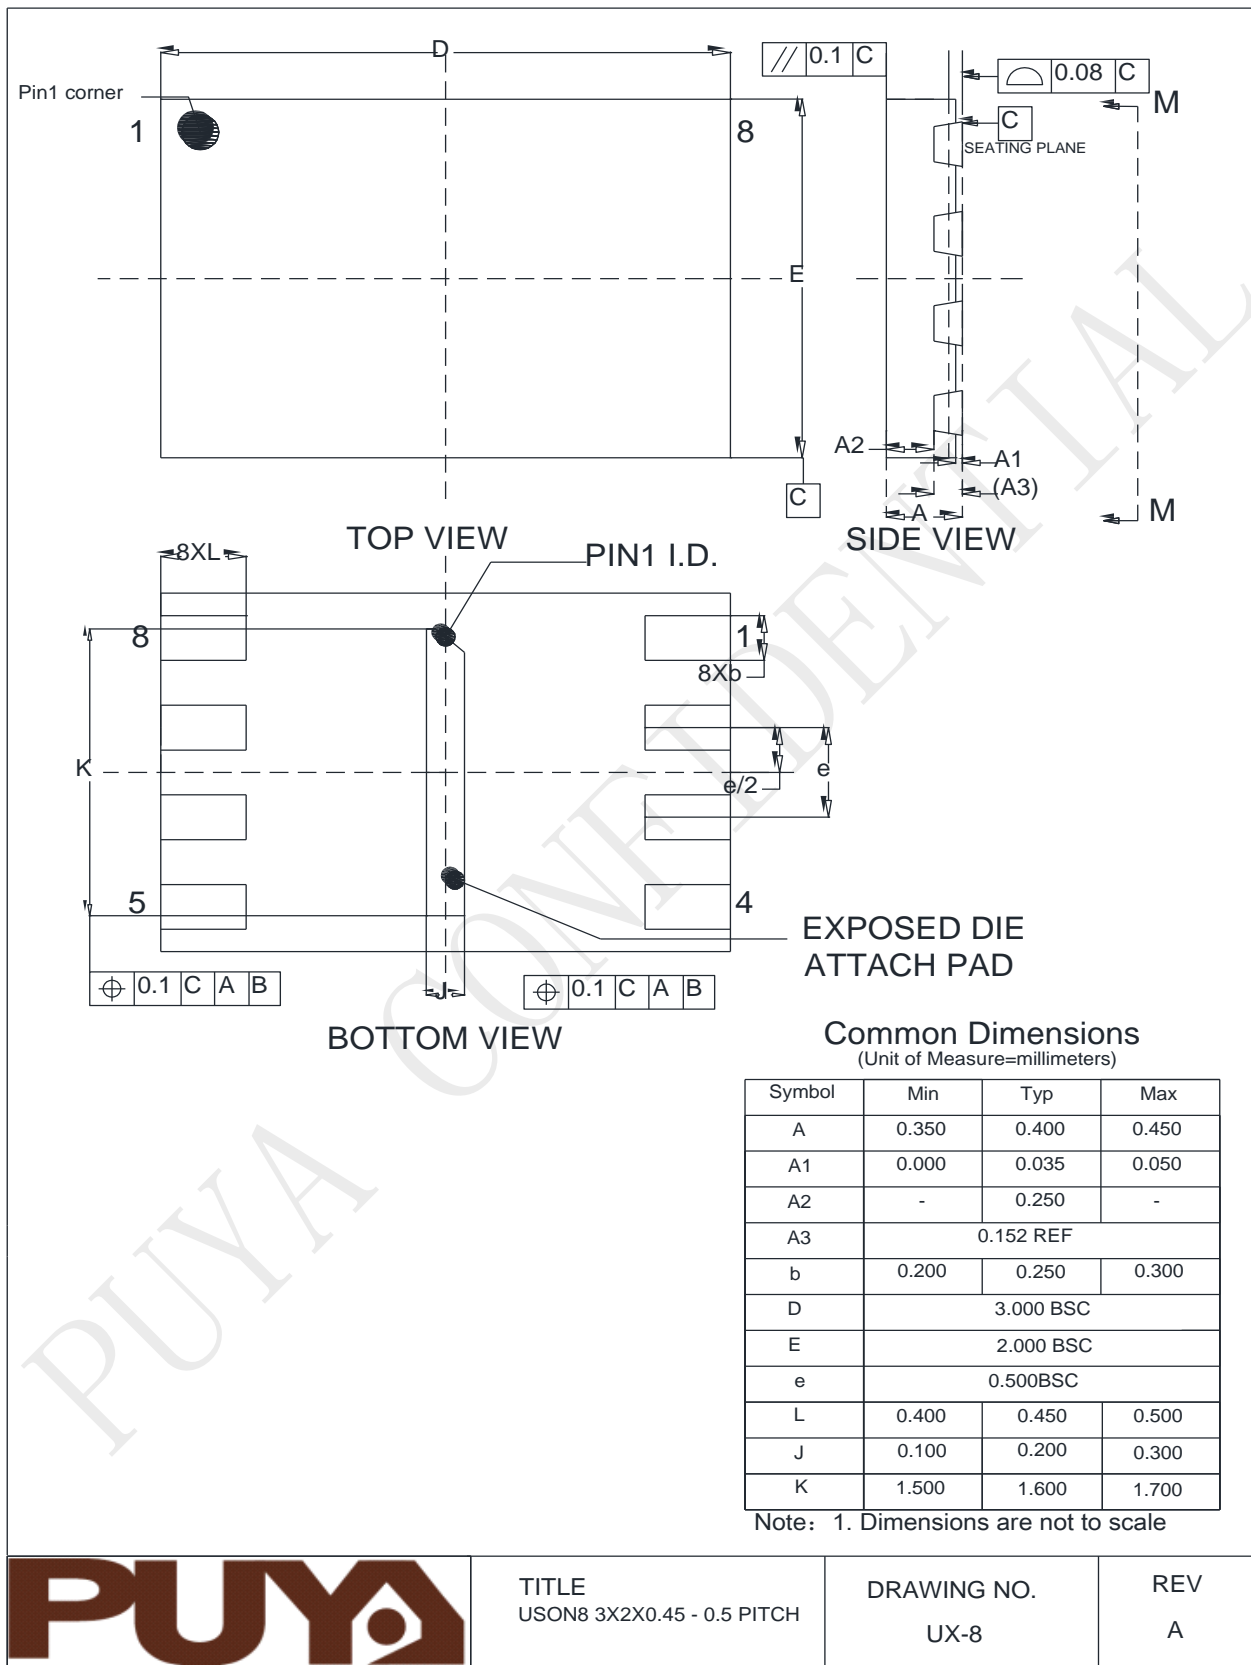 D
// 0.1 C
0.08 C
Pin1 corner
M
1
8
C
SEATING PLANE
E
A2
A1
(A3)
C
A
M
TOP VIEW
SIDE VIEW
8XL
PIN1 I.D.
8
1
8Xb
K
e/2
e
5
4
EXPOSED DIE
ATTACH PAD
0.1 C A B
J
0.1 C A B
BOTTOM VIEW
Common Dimensions
(Unit of Measure=millimeters)
Symbol Min Typ Max
A 0.350 0.400 0.450
A1 0.000 0.035 0.050
A2 - 0.250 -
A3 0.152 REF
b 0.200 0.250 0.300
D 3.000 BSC
E 2.000 BSC
e 0.500BSC
L 0.400 0.450 0.500
J 0.100 0.200 0.300
K 1.500 1.600 1.700
Note：1. Dimensions are not to scale
PUYA CONFIDENTIAL
PUYA
TITLE
USON8 3X2X0.45 - 0.5 PITCH
DRAWING NO.
UX-8
REV
A